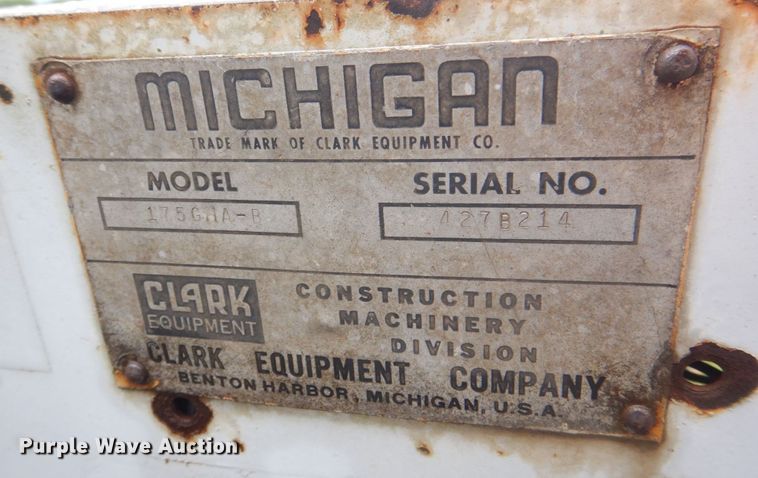 MICHIGAN
TRADE MARK OF CLARK EQUIPMENT CO.
MODEL SERIAL NO.
175GHA-B 427B214
CLARK
EQUIPMENT
CONSTRUCTION
MACHINERY
DIVISION
CLARK EQUIPMENT COMPANY
BENTON HARBOR, MICHIGAN, U.S.A.
Purple Wave Auction